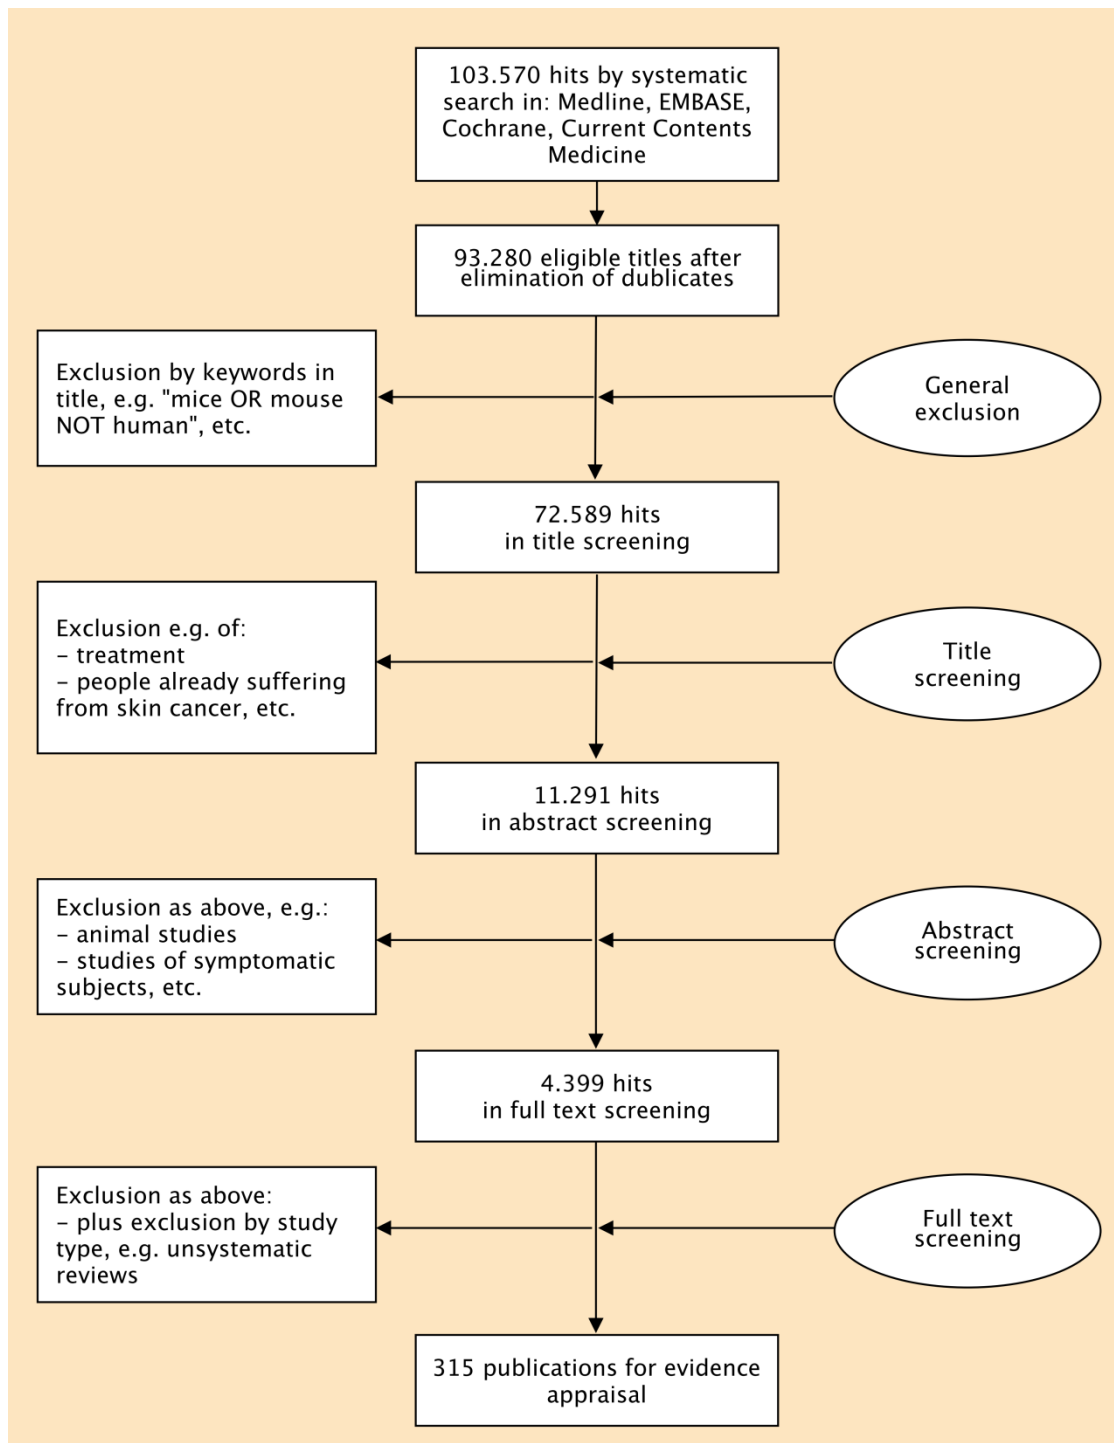 103.570 hits by systematic
search in: Medline, EMBASE,
Cochrane, Current Contents
Medicine
93.280 eligible titles after
elimination of dublicates
Exclusion by keywords in
title, e.g. "mice OR mouse
NOT human", etc.
General
exclusion
72.589 hits
in title screening
Exclusion e.g. of:
– treatment
– people already suffering
from skin cancer, etc.
Title
screening
11.291 hits
in abstract screening
Exclusion as above, e.g.:
– animal studies
– studies of symptomatic
subjects, etc.
Abstract
screening
4.399 hits
in full text screening
Exclusion as above:
– plus exclusion by study
type, e.g. unsystematic
reviews
Full text
screening
315 publications for evidence
appraisal